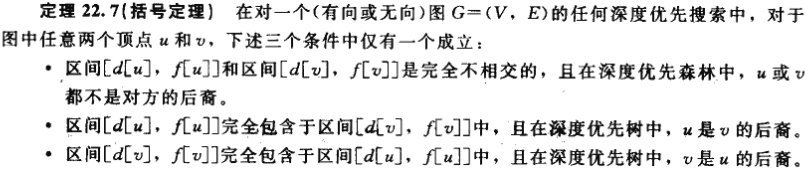 定理 22.7(括号定理) 在对一个(有向或无向)图 G=(V, E)的任何深度优先搜索中，对于
图中任意两个顶点 u 和 v，下述三个条件中仅有一个成立：
• 区间[d[u], f[u]]和区间[d[v], f[v]]是完全不相交的，且在深度优先森林中，u 或 v
都不是对方的后裔。
• 区间[d[u], f[u]]完全包含于区间[d[v], f[v]]中，且在深度优先树中，u 是 v 的后裔。
• 区间[d[v], f[v]]完全包含于区间[d[u], f[u]]中，且在深度优先树中，v 是 u 的后裔。